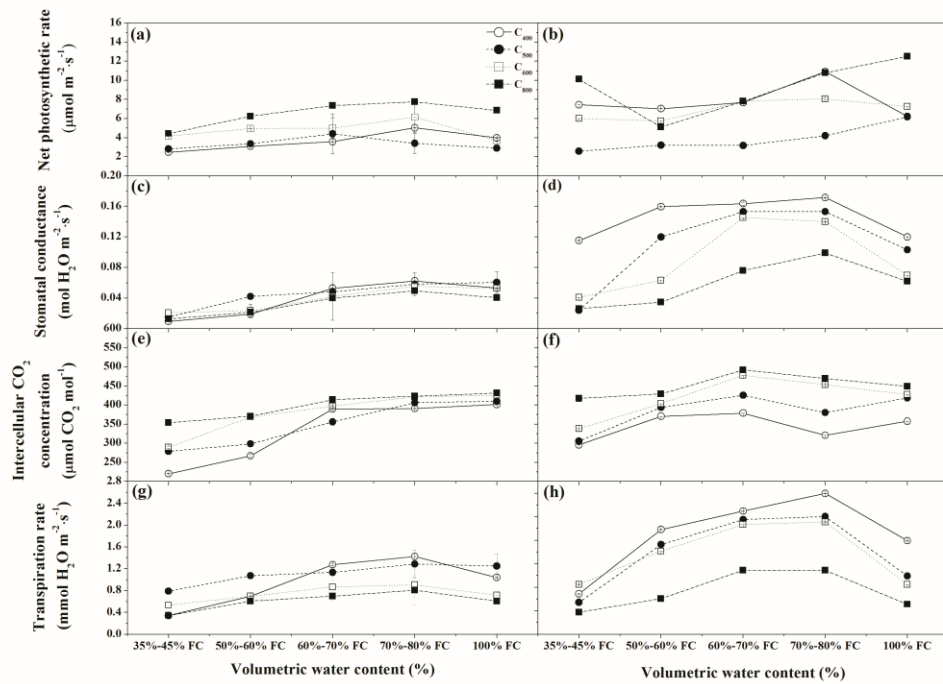 (a)
(b)
C400
C500
C600
C800
Net photosynthetic rate
(μmol m⁻²·s⁻¹)
16
14
12
10
8
6
4
2
0.20
(c)
(d)
Stomatal conductance
(mol H₂O m⁻²·s⁻¹)
0.16
0.12
0.08
0.04
600
(e)
(f)
Intercellular CO₂
concentration
(μmol CO₂ mol⁻¹)
550
500
450
400
350
300
2.8
(g)
(h)
Transpiration rate
(mmol H₂O m⁻²·s⁻¹)
2.4
2.0
1.6
1.2
0.8
0.4
0.0
35%-45% FC 50%-60% FC 60%-70% FC 70%-80% FC 100% FC
35%-45% FC 50%-60% FC 60%-70% FC 70%-80% FC 100% FC
Volumetric water content (%)
Volumetric water content (%)